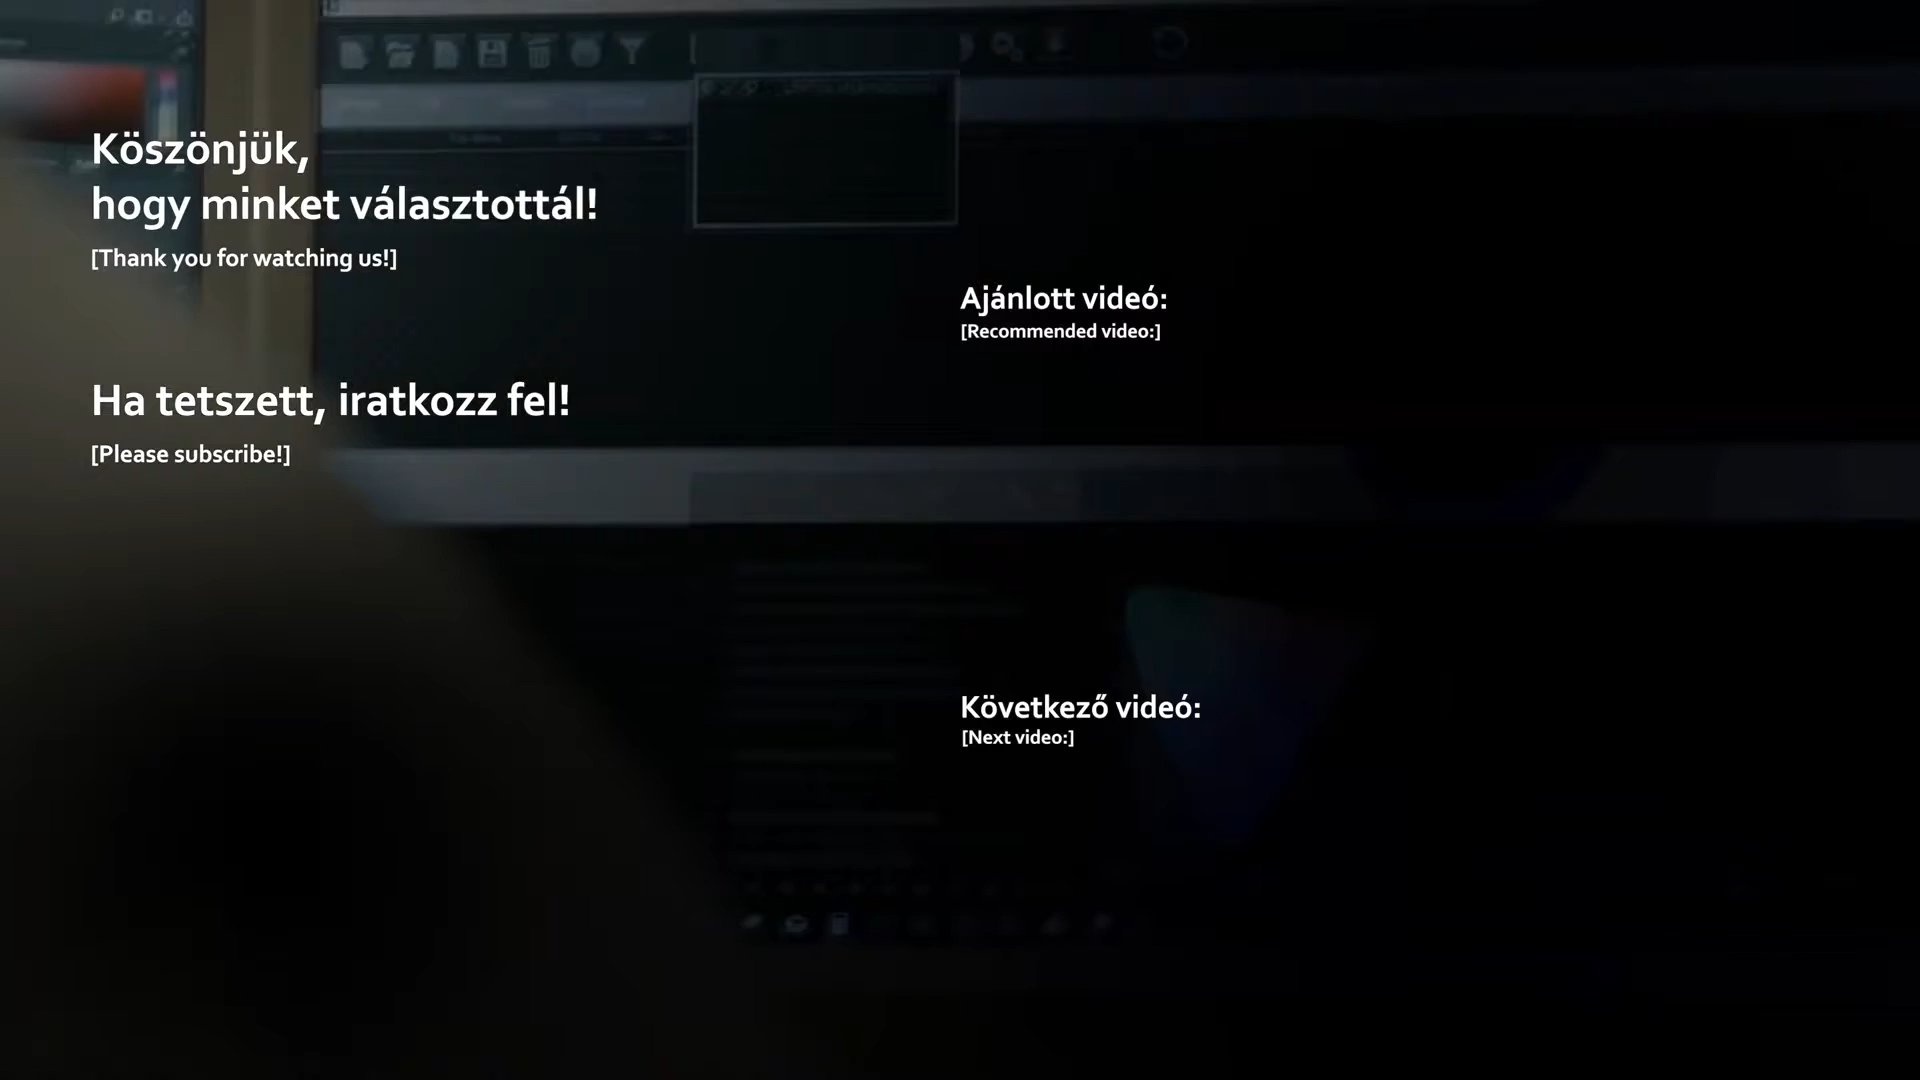 Köszönjük,
hogy minket választottál!
[Thank you for watching us!]
Ha tetszett, iratkozz fel!
[Please subscribe!]
Ajánlott videó:
[Recommended video:]
Következő videó:
[Next video:]